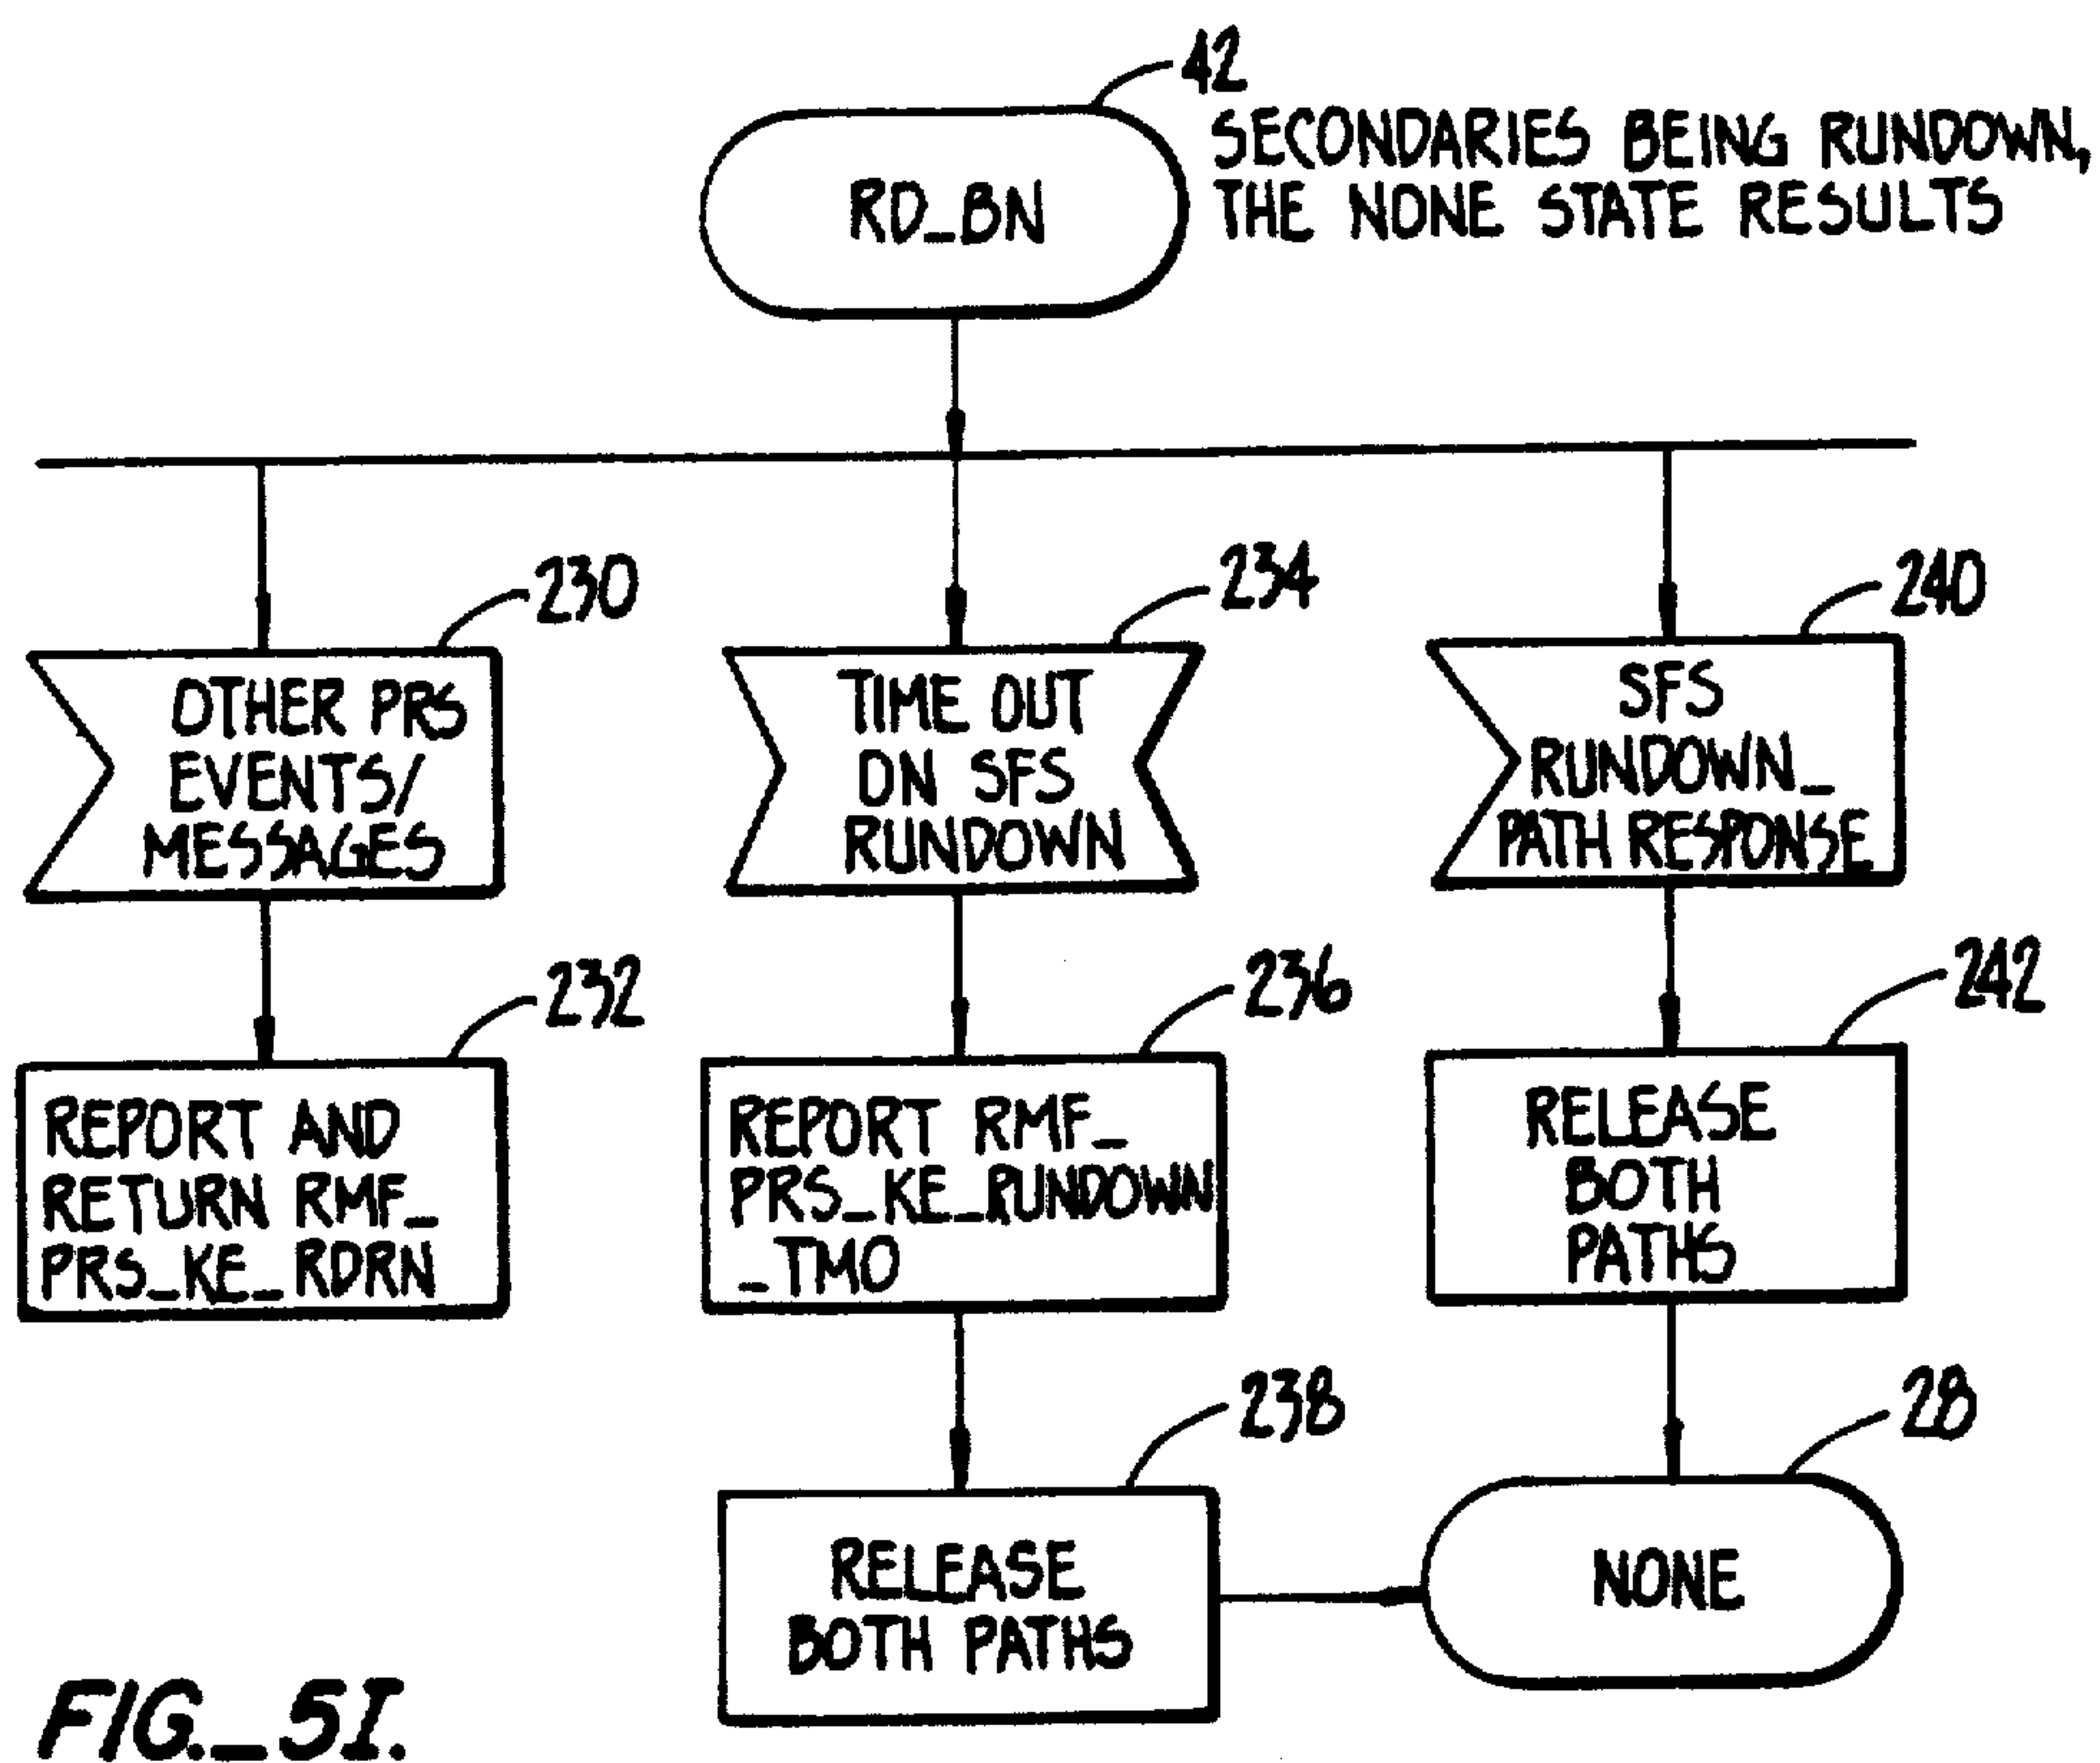 42
SECONDARIES BEING RUNDOWN,
THE NONE STATE RESULTS
RD_BN
230
OTHER PRS
EVENTS/
MESSAGES
234
TIME OUT
ON SFS
RUNDOWN
240
SFS
RUNDOWN_
PATH RESPONSE
232
REPORT AND
RETURN RMF_
PRS_KE_RDRN
236
REPORT RMF_
PRS_KE_RUNDOWN
_TMO
242
RELEASE
BOTH
PATHS
238
RELEASE
BOTH PATHS
28
NONE
FIG._5I.